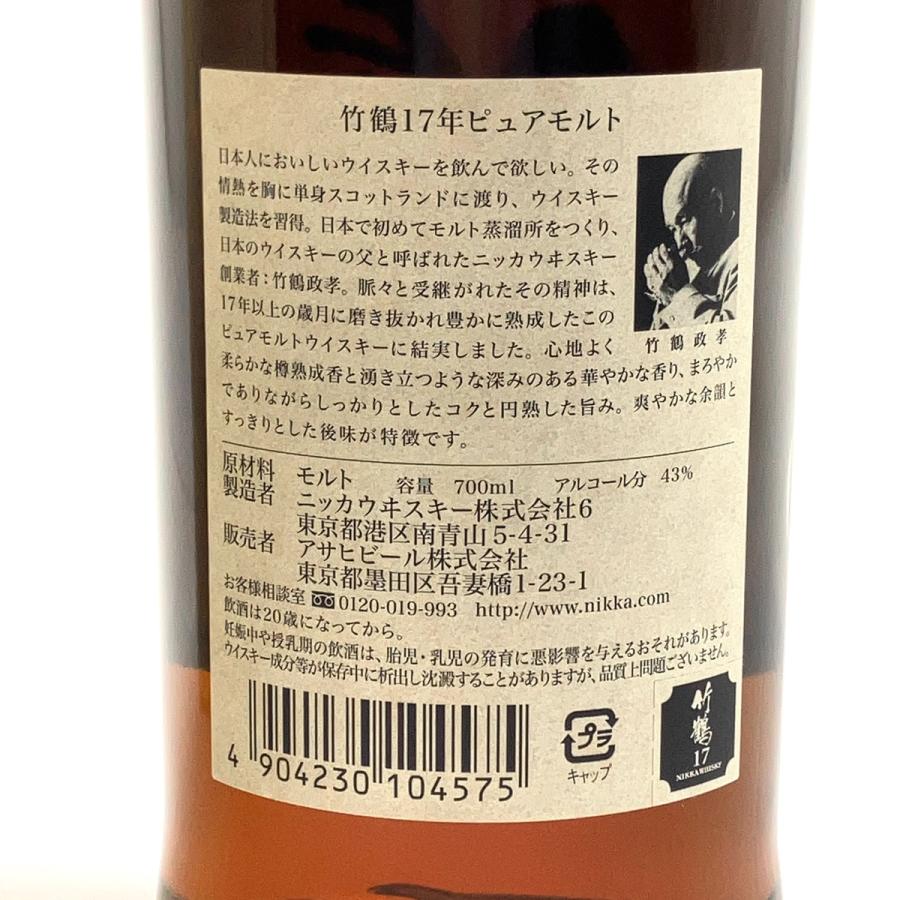 竹鶴17年ピュアモルト
日本人においしいウイスキーを飲んで欲しい。その
情熱を胸に単身スコットランドに渡り、ウイスキー
製造法を習得。日本で初めてモルト蒸溜所をつくり、
日本のウイスキーの父と呼ばれたニッカウヰスキー
創業者:竹鶴政孝。脈々と受継がれたその精神は、
17年以上の歳月に磨き抜かれ豊かに熟成したこの
ピュアモルトウイスキーに結実しました。心地よく
柔らかな樽熟成香と湧き立つような深みのある華やかな香り、まろやか
でありながらしっかりとしたコクと円熟した旨み。爽やかな余韻と
すっきりとした後味が特徴です。
竹鶴政孝
原材料 モルト 容量 700ml アルコール分 43%
製造者 ニッカウヰスキー株式会社6
東京都港区南青山5-4-31
販売者 アサヒビール株式会社
東京都墨田区吾妻橋1-23-1
お客様相談室 0120-019-993 http://www.nikka.com
飲酒は20歳になってから。
妊娠中や授乳期の飲酒は、胎児・乳児の発育に悪影響を与えるおそれがあります。
ウイスキー成分等が保存中に析出し沈澱することがありますが、品質上問題ございません。
4 904230 104575
プラ
キャップ
竹鶴
17
NIKKA WHISKY